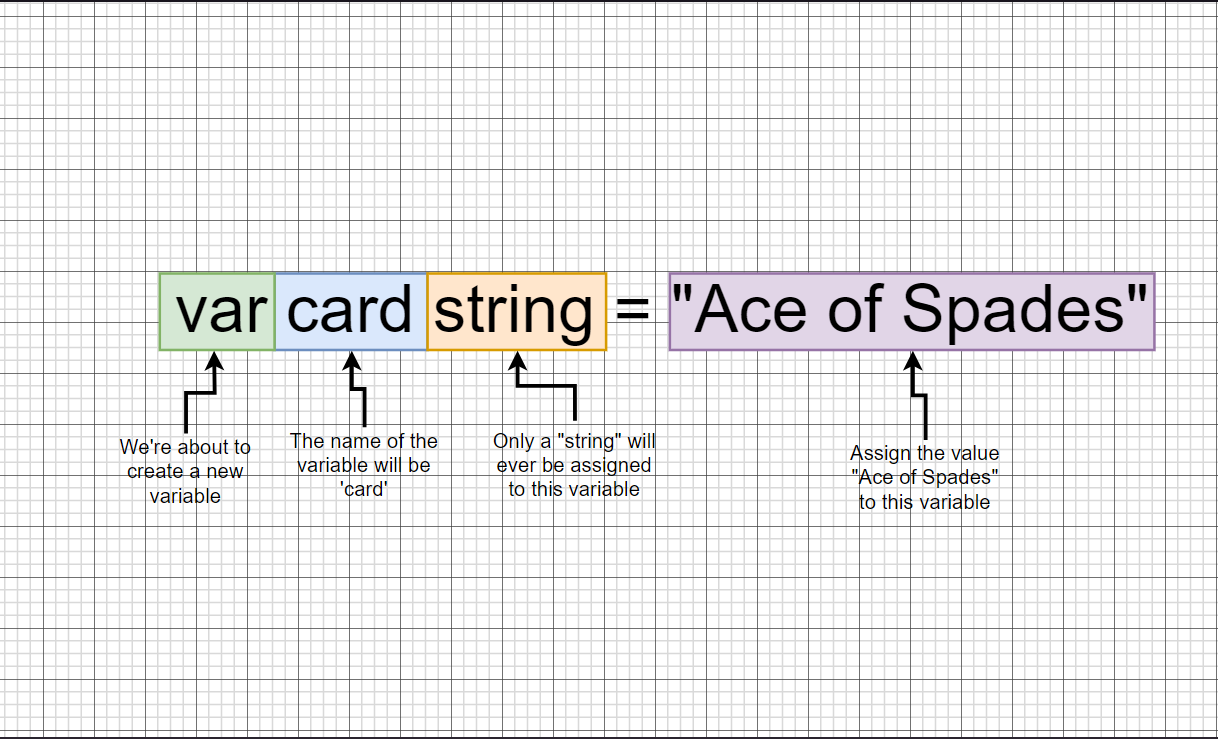 var card string = "Ace of Spades"
We're about to
create a new
variable
The name of the
variable will be
'card'
Only a "string" will
ever be assigned
to this variable
Assign the value
"Ace of Spades"
to this variable